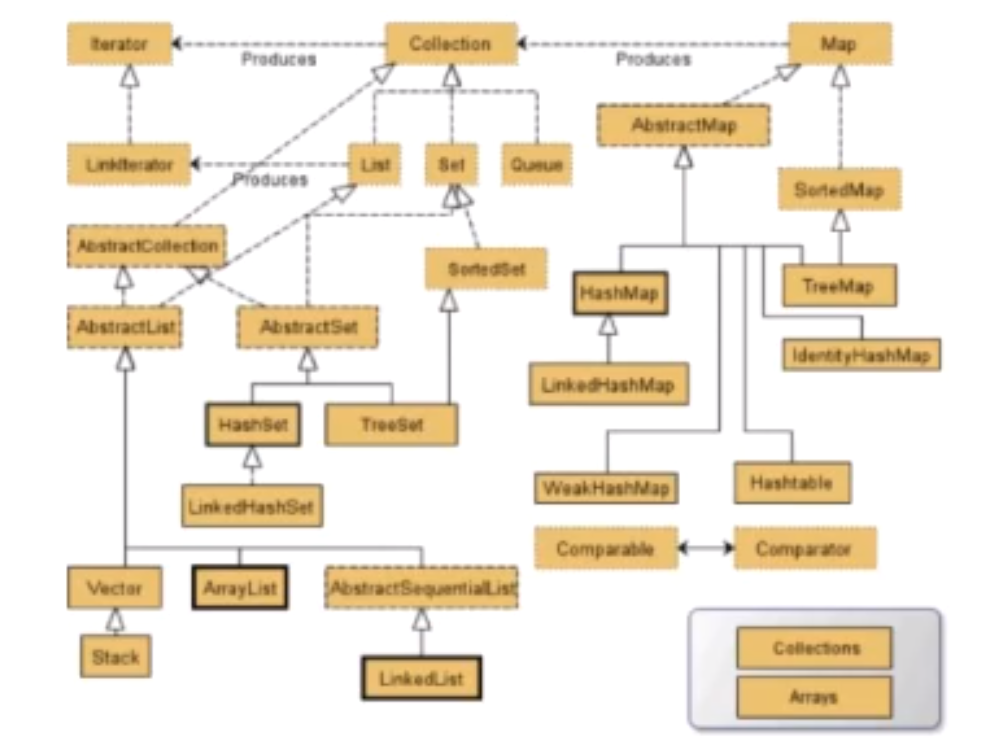 Iterator
Collection
Map
Produces
Produces
AbstractMap
LinkIterator
List
Set
Queue
Produces
SortedMap
AbstractCollection
SortedSet
TreeMap
HashMap
AbstractList
AbstractSet
IdentityHashMap
LinkedHashMap
HashSet
TreeSet
WeakHashMap
Hashtable
LinkedHashSet
Comparable
Comparator
Vector
ArrayList
AbstractSequentialList
Stack
LinkedList
Collections
Arrays